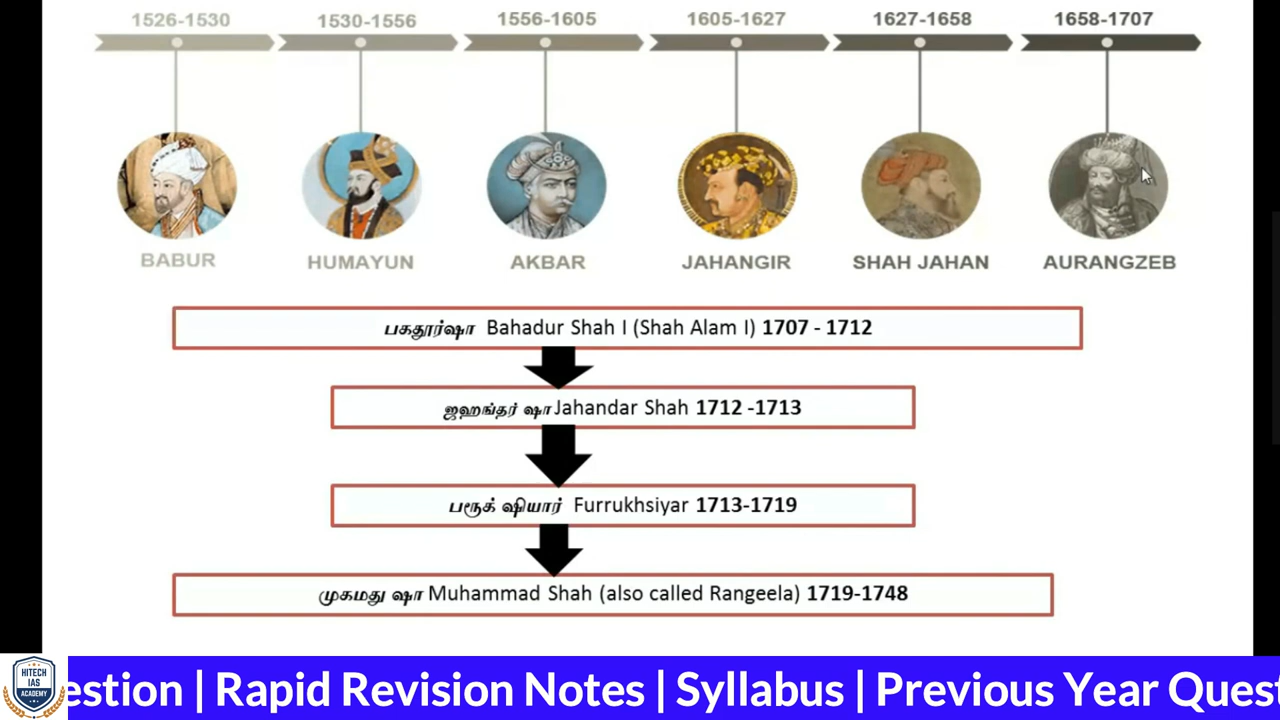 1526-1530 1530-1556 1556-1605 1605-1627 1627-1658 1658-1707
BABUR HUMAYUN AKBAR JAHANGIR SHAH JAHAN AURANGZEB
பகதூர்ஷா Bahadur Shah I (Shah Alam I) 1707 - 1712
ஜஹங்தர் ஷா Jahandar Shah 1712 -1713
பரூக் ஷியார் Furrukhsiyar 1713-1719
முகமது ஷா Muhammad Shah (also called Rangeela) 1719-1748
HITECH
IAS
ACADEMY
estion | Rapid Revision Notes | Syllabus | Previous Year Quest